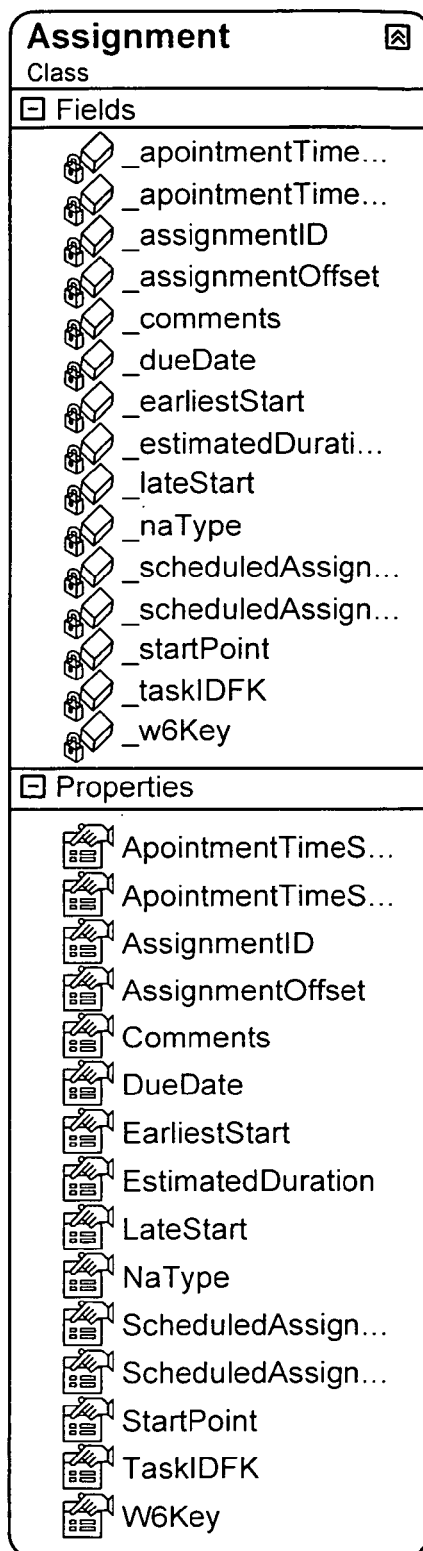 Assignment
Class
Fields
_apointmentTime...
_apointmentTime...
_assignmentID
_assignmentOffset
_comments
_dueDate
_earliestStart
_estimatedDurati...
_lateStart
_naType
_scheduledAssign...
_scheduledAssign...
_startPoint
_taskIDFK
_w6Key
Properties
ApointmentTimeS...
ApointmentTimeS...
AssignmentID
AssignmentOffset
Comments
DueDate
EarliestStart
EstimatedDuration
LateStart
NaType
ScheduledAssign...
ScheduledAssign...
StartPoint
TaskIDFK
W6Key